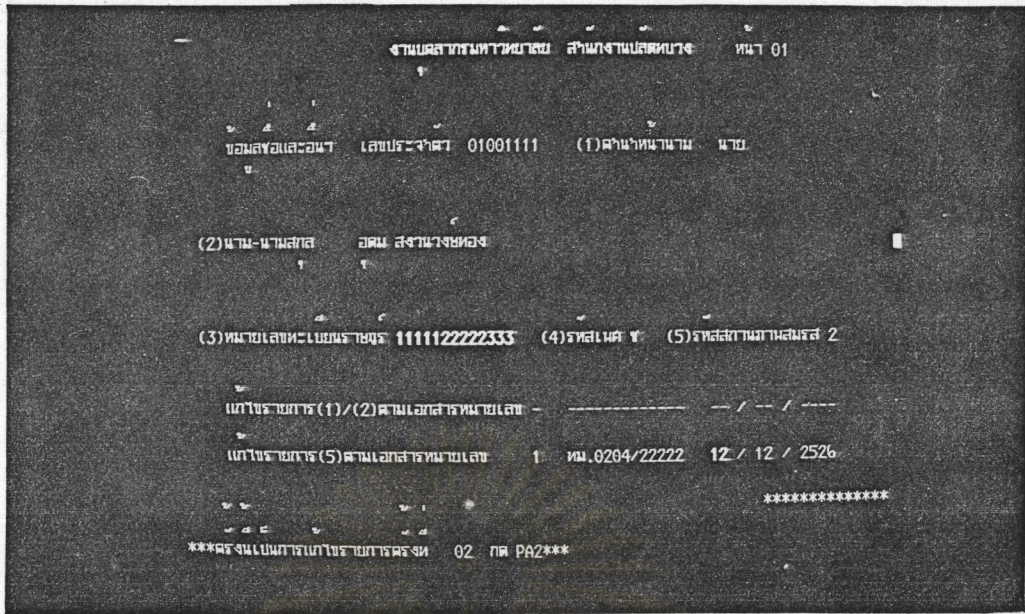 งานบุคลากรมหาวิทยาลัย สำนักงานปลัดทบวง หน้า 01
ข้อมูลชื่อและอื่นๆ เลขประจำตัว 01001111 (1)คำนำหน้านาม นาย
(2)นาม-นามสกุล อุดม สงวนวงษ์ทอง
(3)หมายเลขทะเบียนราษฎร์ 1111122222333 (4)รหัสเพศ ช. (5)รหัสสถานภาพสมรส 2
แก้ไขรายการ(1)/(2)ตามเอกสารหมายเลข - ------------- -- / -- / ----
แก้ไขรายการ(5)ตามเอกสารหมายเลข 1 ทม.0204/22222 12 / 12 / 2526
**************
***ครั้งนี้เป็นการแก้ไขรายการครั้งที่ 02 กด PA2***